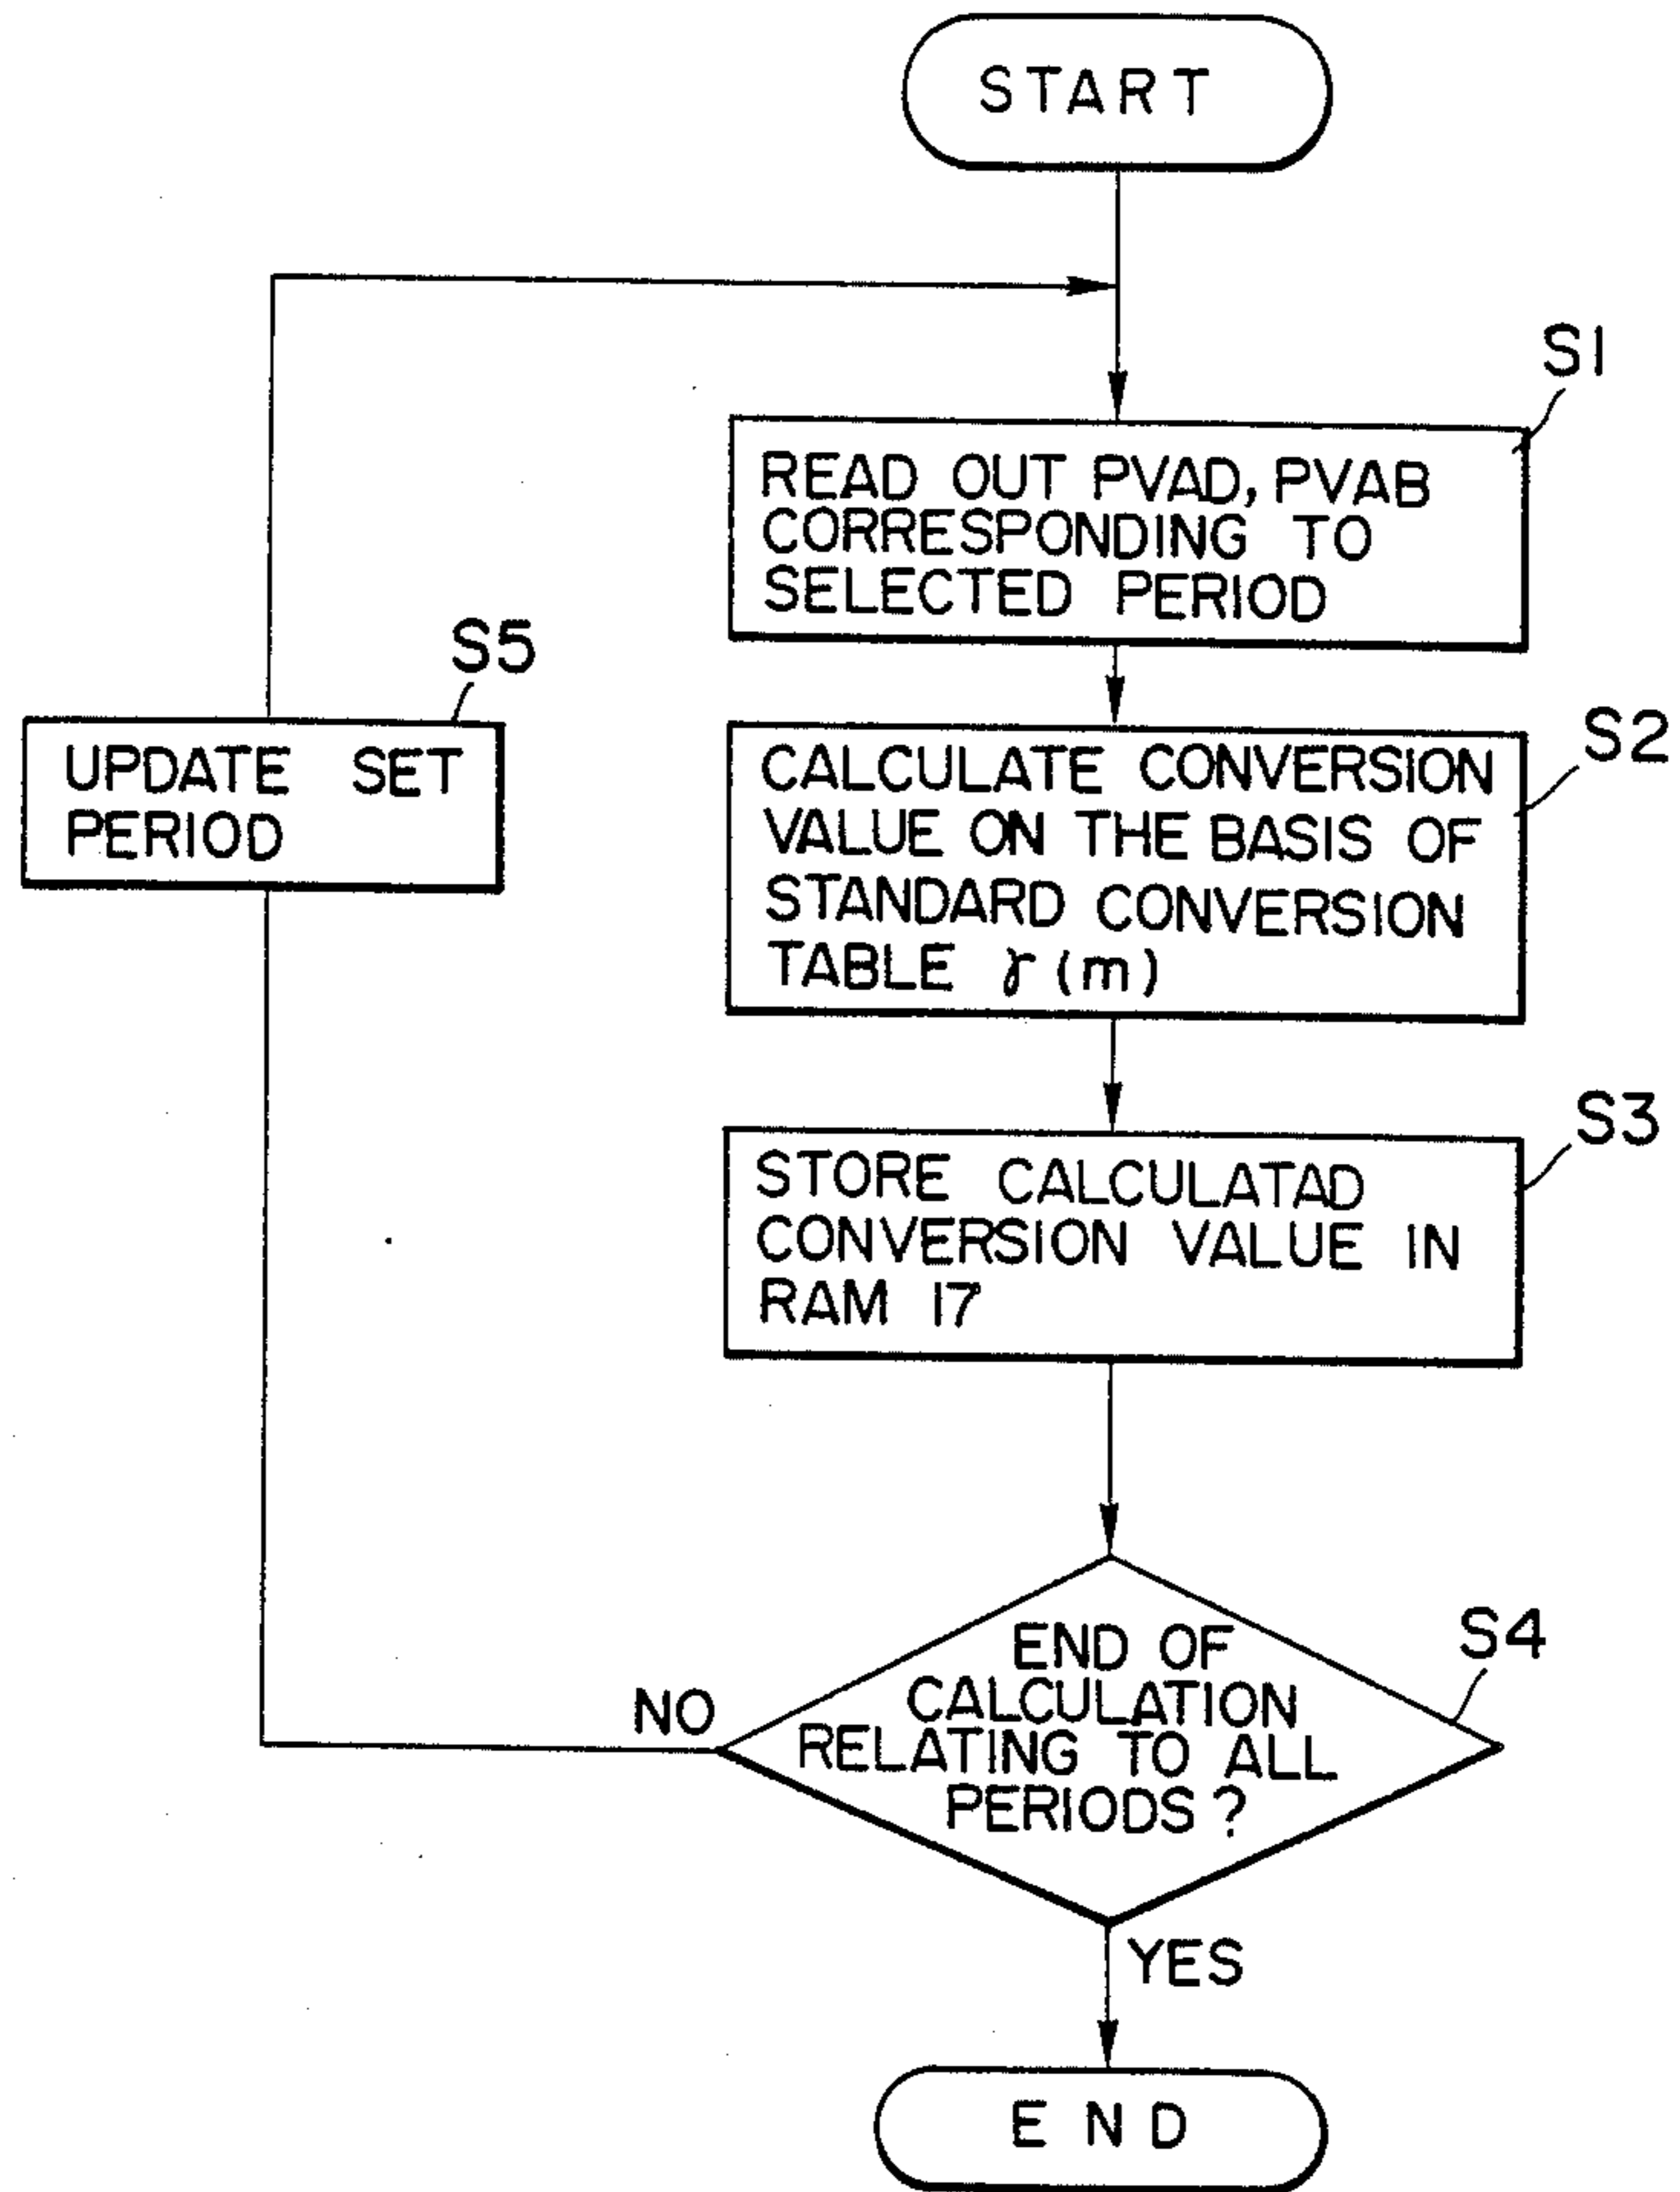 START
S1
READ OUT PVAD, PVAB
CORRESPONDING TO
SELECTED PERIOD
S5
UPDATE SET
PERIOD
S2
CALCULATE CONVERSION
VALUE ON THE BASIS OF
STANDARD CONVERSION
TABLE γ (m)
S3
STORE CALCULATAD
CONVERSION VALUE IN
RAM 17
S4
END OF
CALCULATION
RELATING TO ALL
PERIODS ?
NO
YES
END